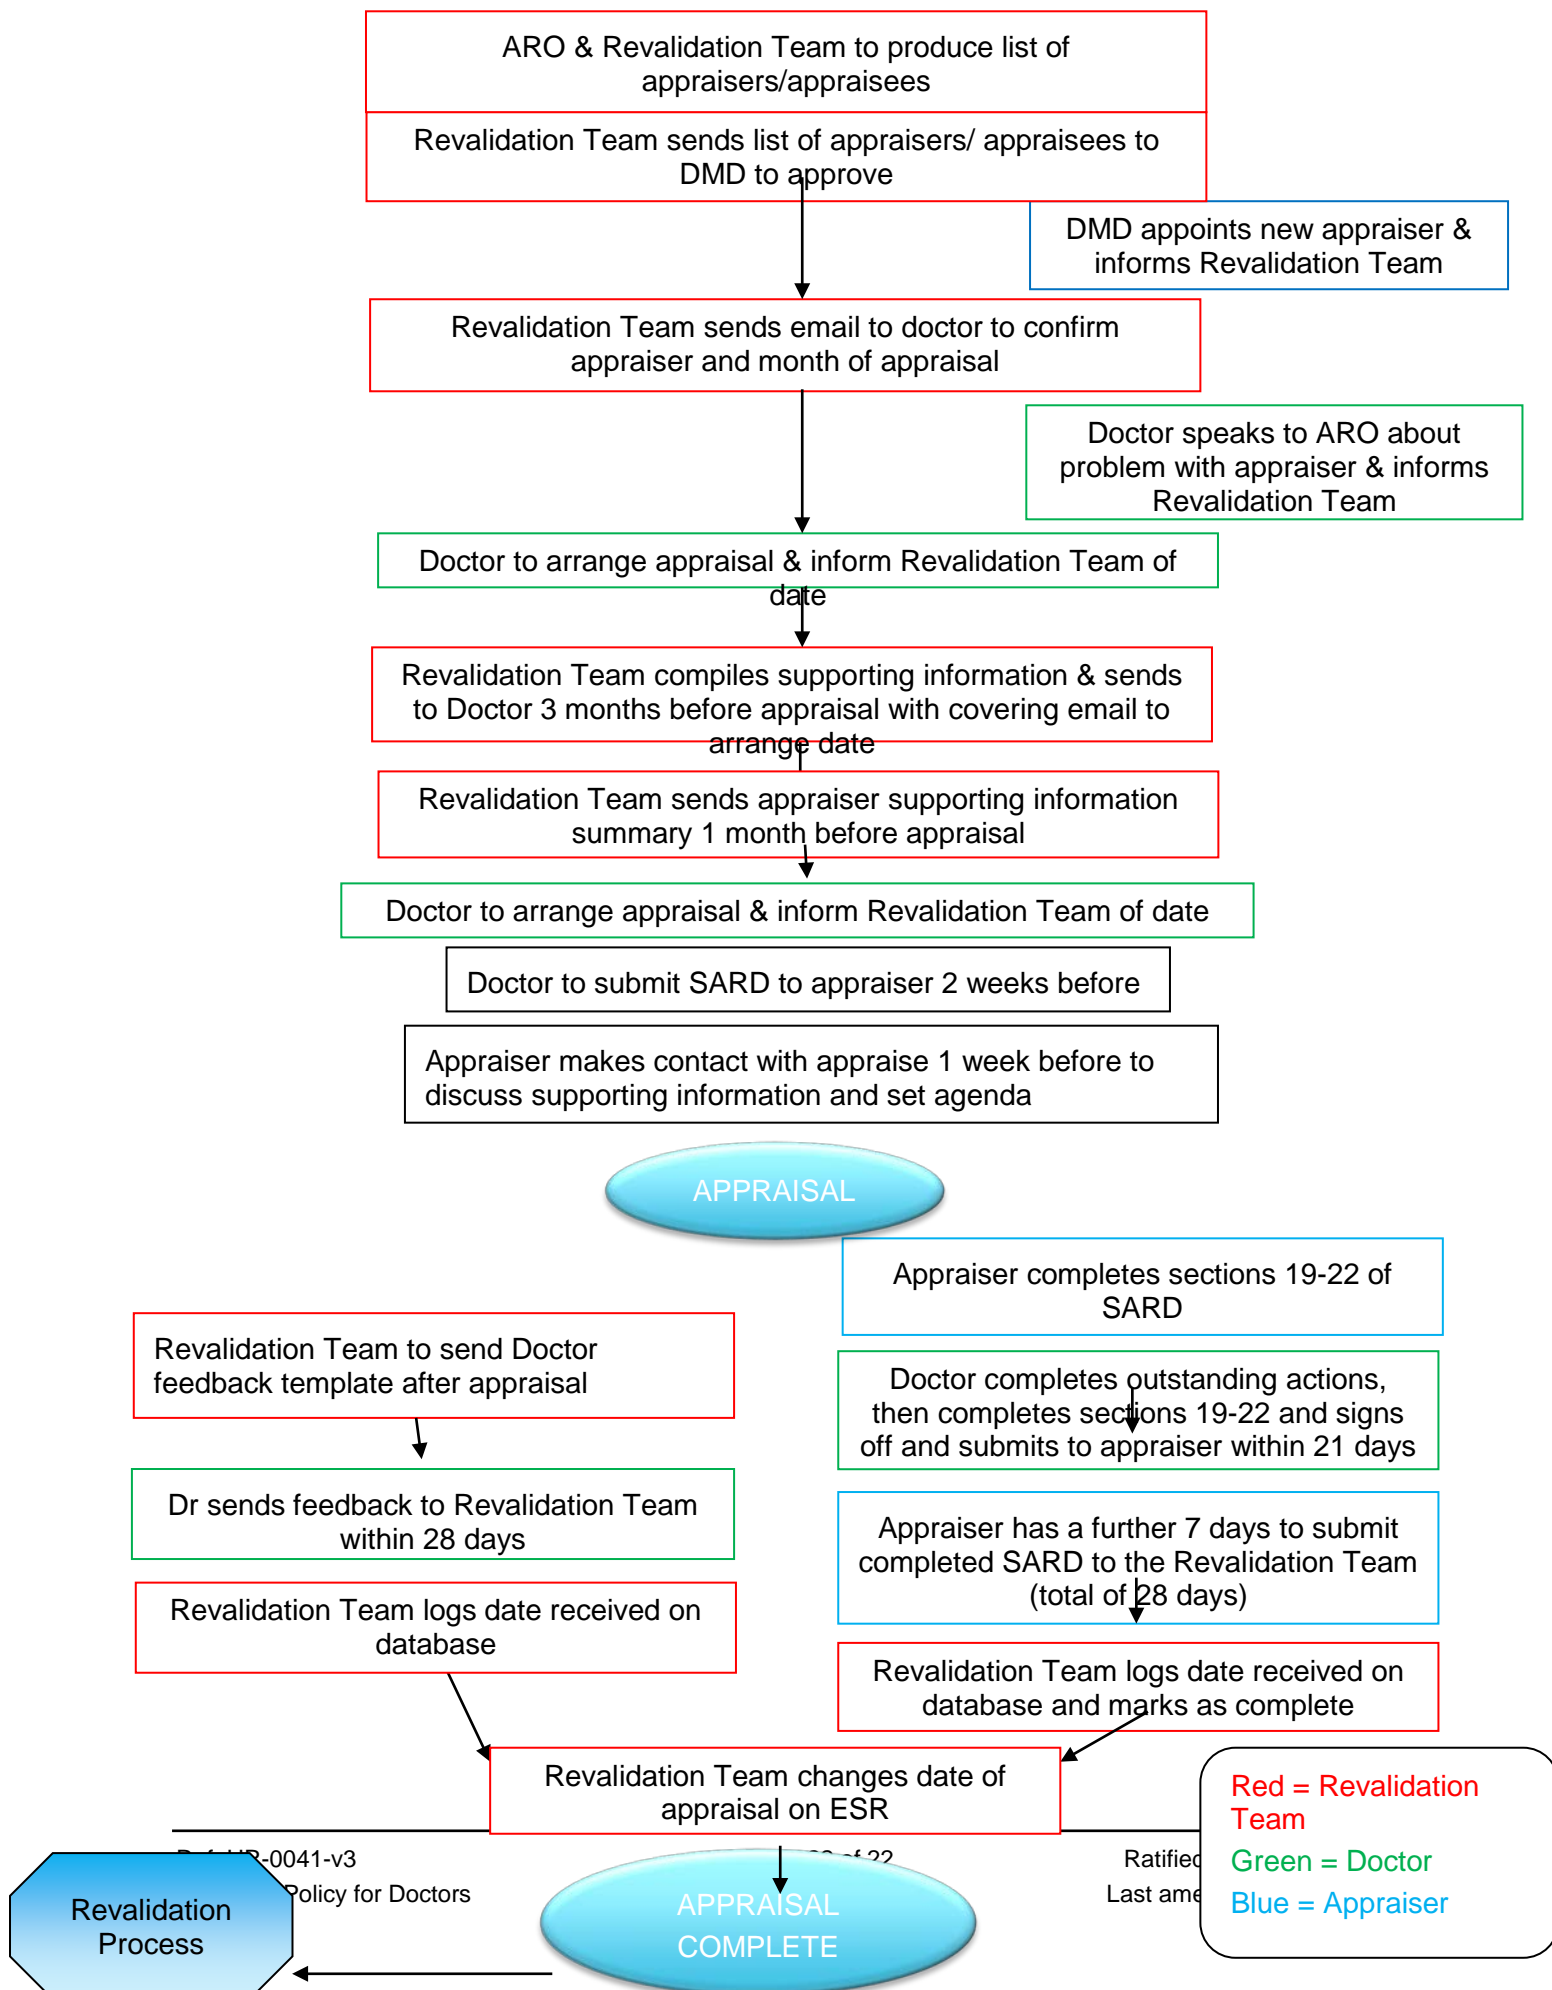 ARO & Revalidation Team to produce list of
appraisers/appraisees
Revalidation Team sends list of appraisers/ appraisees to
DMD to approve
DMD appoints new appraiser &
informs Revalidation Team
Revalidation Team sends email to doctor to confirm
appraiser and month of appraisal
Doctor speaks to ARO about
problem with appraiser & informs
Revalidation Team
Doctor to arrange appraisal & inform Revalidation Team of
date
Revalidation Team compiles supporting information & sends
to Doctor 3 months before appraisal with covering email to
arrange date
Revalidation Team sends appraiser supporting information
summary 1 month before appraisal
Doctor to arrange appraisal & inform Revalidation Team of date
Doctor to submit SARD to appraiser 2 weeks before
Appraiser makes contact with appraise 1 week before to
discuss supporting information and set agenda
APPRAISAL
Appraiser completes sections 19-22 of
SARD
Revalidation Team to send Doctor
feedback template after appraisal
Doctor completes outstanding actions,
then completes sections 19-22 and signs
off and submits to appraiser within 21 days
Dr sends feedback to Revalidation Team
within 28 days
Appraiser has a further 7 days to submit
completed SARD to the Revalidation Team
(total of 28 days)
Revalidation Team logs date received on
database
Revalidation Team logs date received on
database and marks as complete
Revalidation Team changes date of
appraisal on ESR
Red = Revalidation
Team
Green = Doctor
Blue = Appraiser
-0041-v3
of 22
Ratified
Policy for Doctors
Last ame
Revalidation
Process
APPRAISAL
COMPLETE